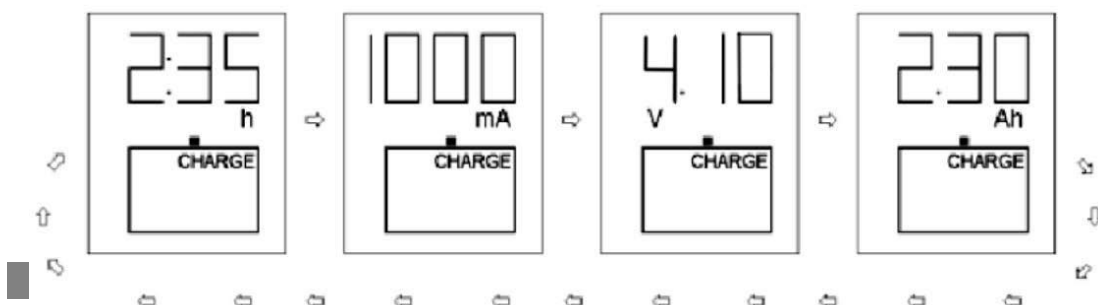 2:35 1000 4.10 2.30
h mA V Ah
CHARGE CHARGE CHARGE CHARGE